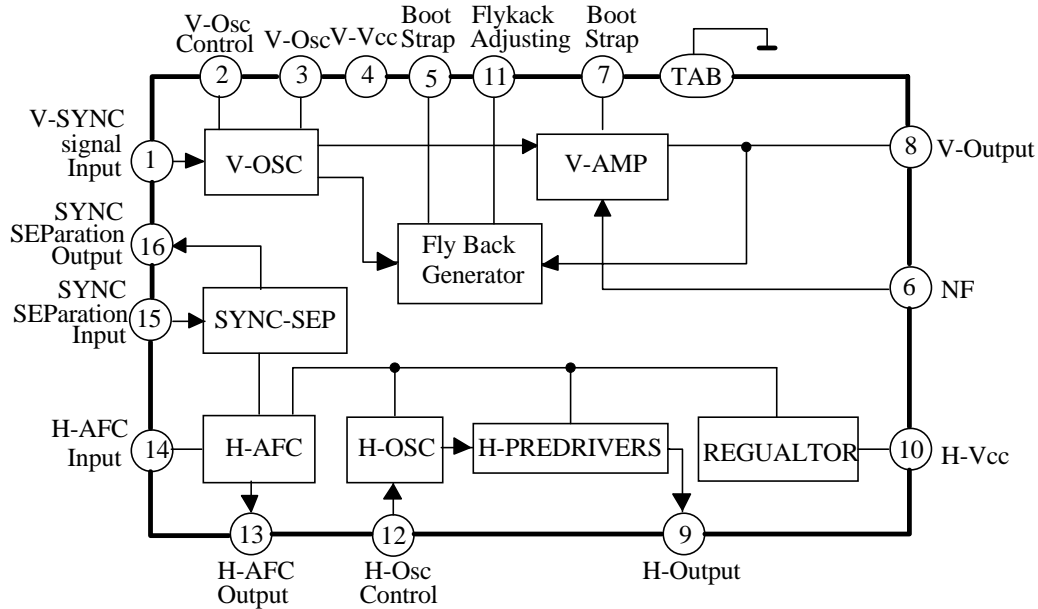 V-Osc
Control
V-Osc
V-Vcc
Boot
Strap
Flykack
Adjusting
Boot
Strap
2
3
4
5
11
7
TAB
V-SYNC
signal
Input
1
V-OSC
V-AMP
8
V-Output
SYNC
SEParation
Output
16
Fly Back
Generator
6
NF
SYNC
SEParation
Input
15
SYNC-SEP
H-AFC
Input
14
H-AFC
H-OSC
H-PREDRIVERS
REGUALTOR
10
H-Vcc
13
12
9
H-AFC
Output
H-Osc
Control
H-Output